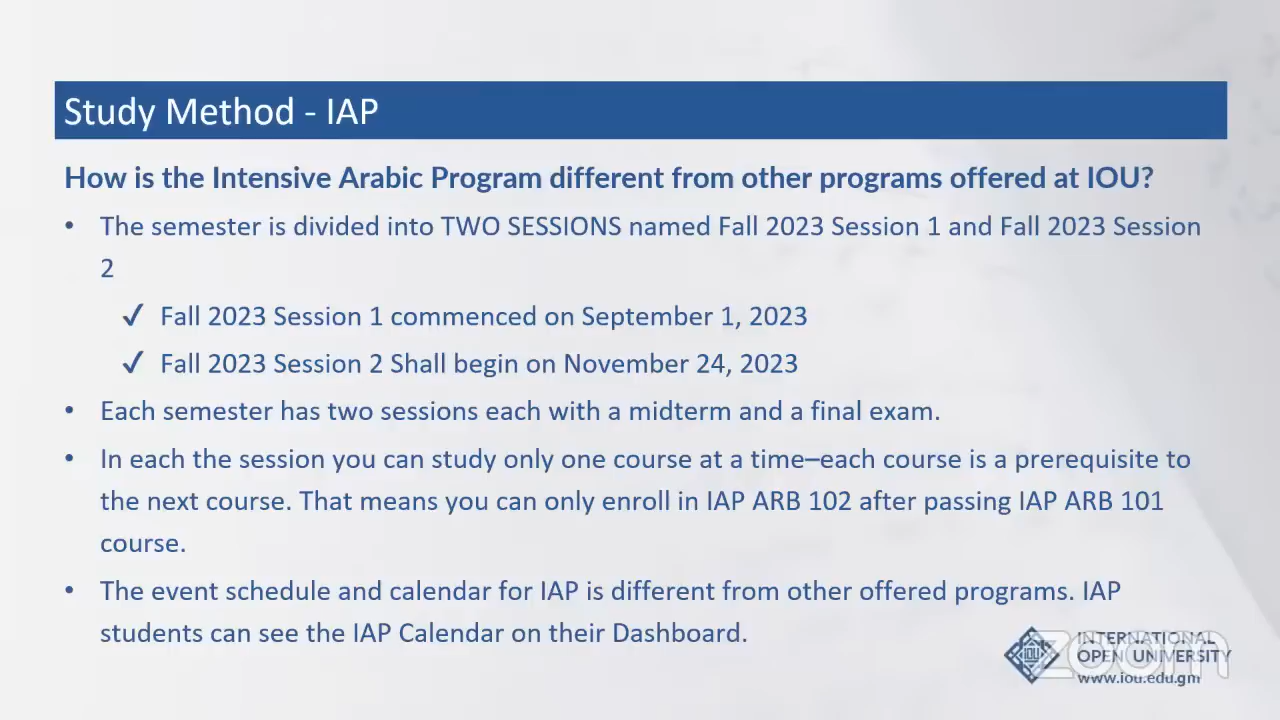 Study Method - IAP
How is the Intensive Arabic Program different from other programs offered at IOU?
• The semester is divided into TWO SESSIONS named Fall 2023 Session 1 and Fall 2023 Session
2
✓ Fall 2023 Session 1 commenced on September 1, 2023
✓ Fall 2023 Session 2 Shall begin on November 24, 2023
• Each semester has two sessions each with a midterm and a final exam.
• In each the session you can study only one course at a time–each course is a prerequisite to
the next course. That means you can only enroll in IAP ARB 102 after passing IAP ARB 101
course.
• The event schedule and calendar for IAP is different from other offered programs. IAP
students can see the IAP Calendar on their Dashboard.
IOU
INTERNATIONAL
OPEN UNIVERSITY
www.iou.edu.gm
zoom